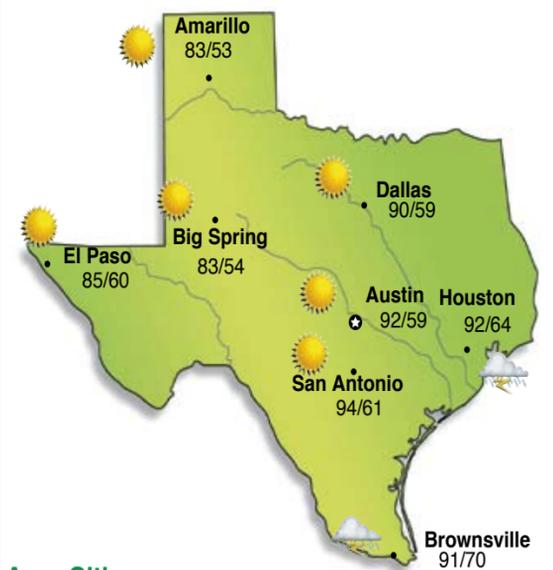 Amarillo
83/53
Dallas
90/59
Big Spring
83/54
El Paso
85/60
Austin
92/59
Houston
92/64
San Antonio
94/61
Brownsville
91/70